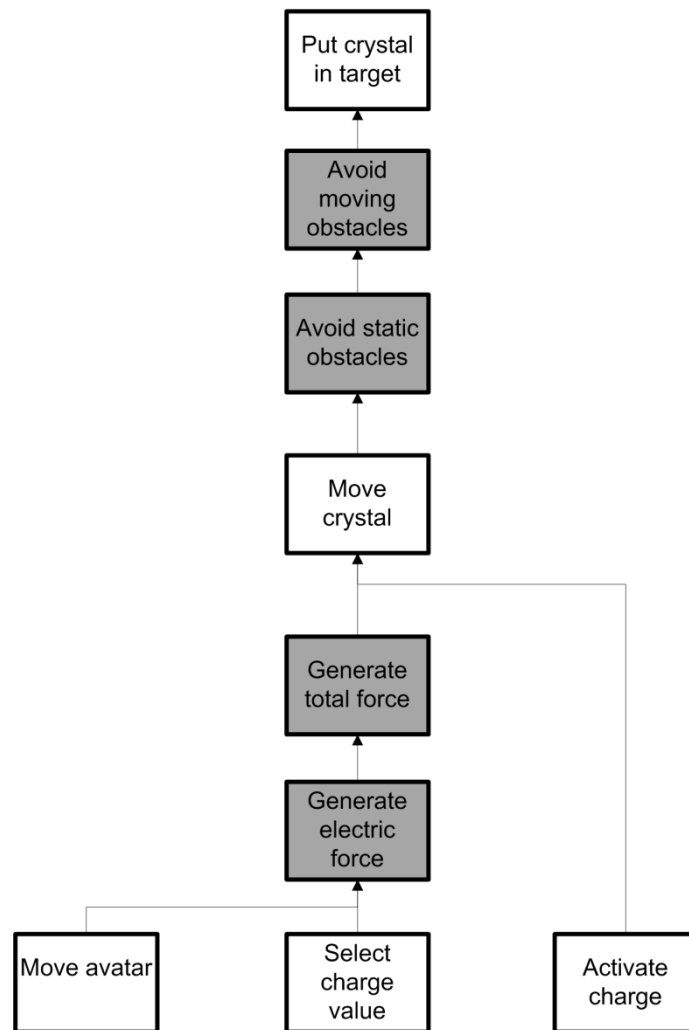 Put crystal
in target
Avoid
moving
obstacles
Avoid static
obstacles
Move
crystal
Generate
total force
Generate
electric
force
Move avatar
Select
charge
value
Activate
charge